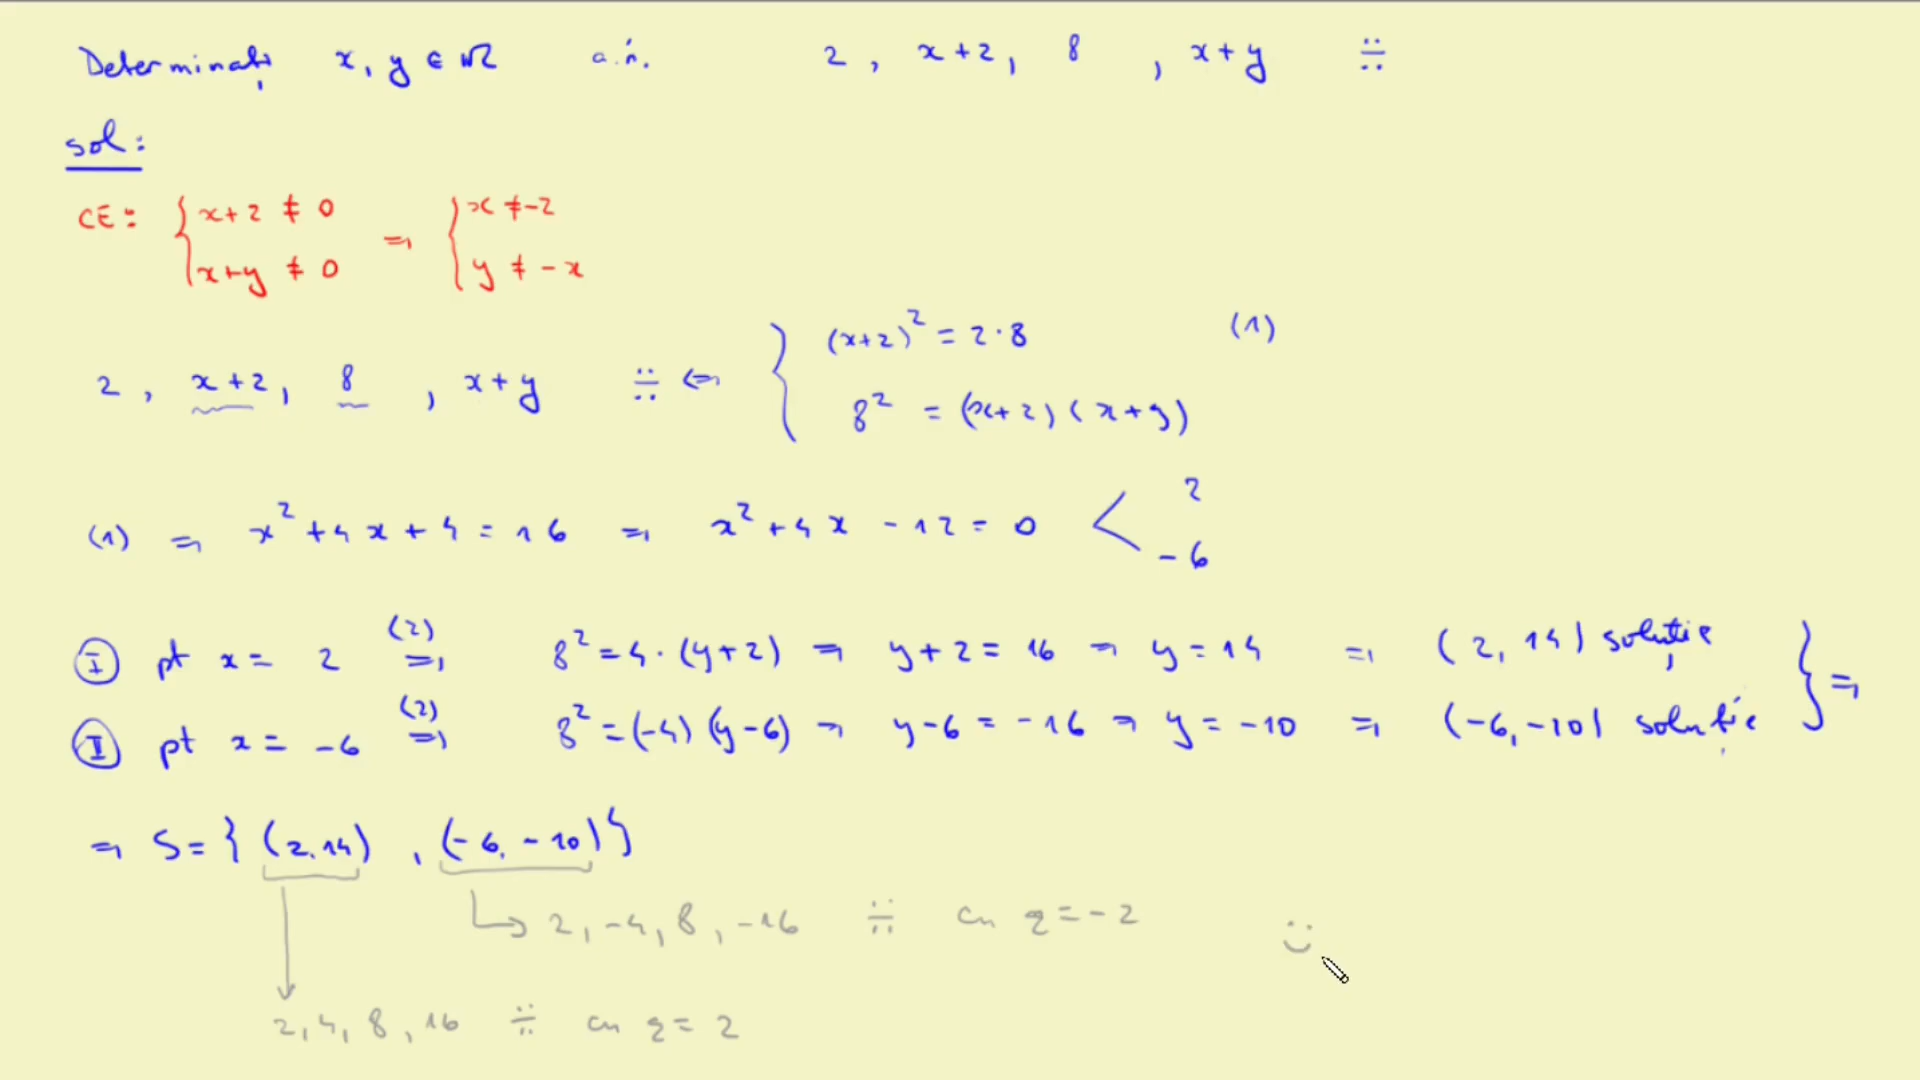 Determinați x, y ∈ ℝ a.î. 2, x+2, 8, x+y ∺
sol:
CE: { x+2 ≠ 0 ⇒ { x ≠ -2
x+y ≠ 0 y ≠ -x
2, x+2, 8, x+y ∺ ⇔ { (x+2)² = 2·8 (1)
8² = (x+2)(x+y)
(1) ⇒ x²+4x+4 = 16 ⇒ x²+4x-12 = 0 < 2
-6
I pt x = 2 (2)⇒ 8² = 4·(y+2) ⇒ y+2 = 16 ⇒ y = 14 ⇒ (2, 14) soluție
II pt x = -6 (2)⇒ 8² = (-4)(y-6) ⇒ y-6 = -16 ⇒ y = -10 ⇒ (-6, -10) soluție } ⇒
⇒ S = { (2,14), (-6, -10) }
2, -4, 8, -16 ∺ cu q = -2
2, 4, 8, 16 ∺ cu q = 2